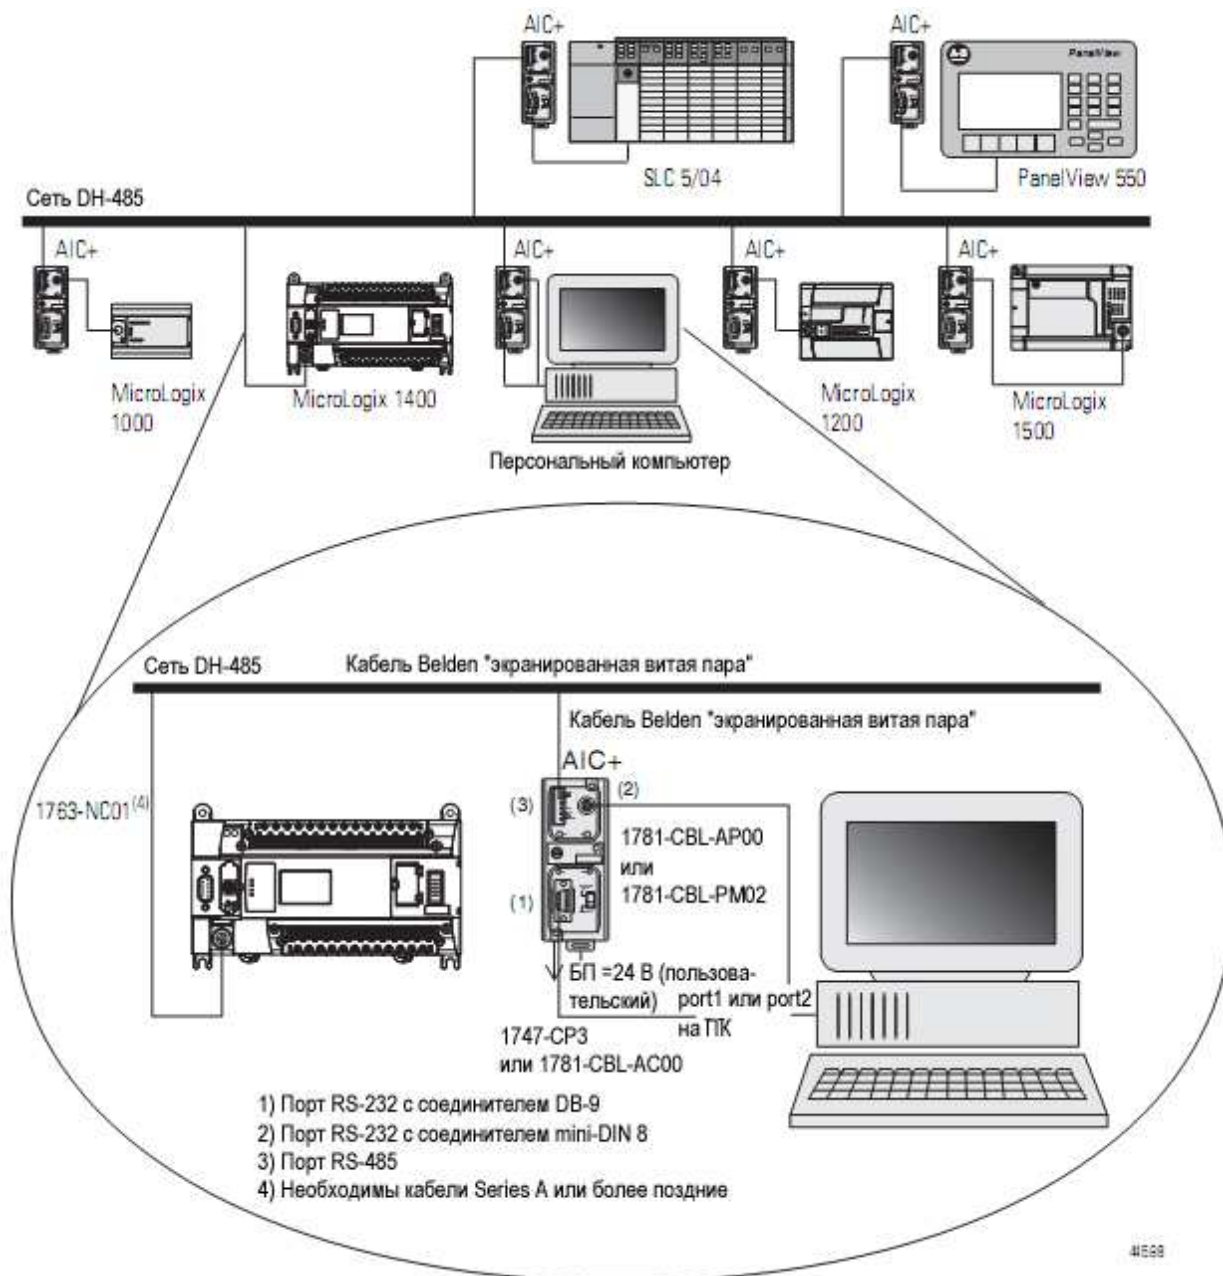 AIC+
AIC+
PanelView
SLC 5/04
PanelView 550
Сеть DH-485
AIC+
AIC+
AIC+
AIC+
MicroLogix
1000
MicroLogix 1400
MicroLogix
1200
MicroLogix
1500
Персональный компьютер
Сеть DH-485
Кабель Belden "экранированная витая пара"
Кабель Belden "экранированная витая пара"
AIC+
(2)
(3)
1763-NC01(4)
1781-CBL-AP00
или
1781-CBL-PM02
(1)
БП =24 В (пользова-
тельский)
port1 или port2
на ПК
1747-CP3
или 1781-CBL-AC00
1) Порт RS-232 с соединителем DB-9
2) Порт RS-232 с соединителем mini-DIN 8
3) Порт RS-485
4) Необходимы кабели Series A или более поздние